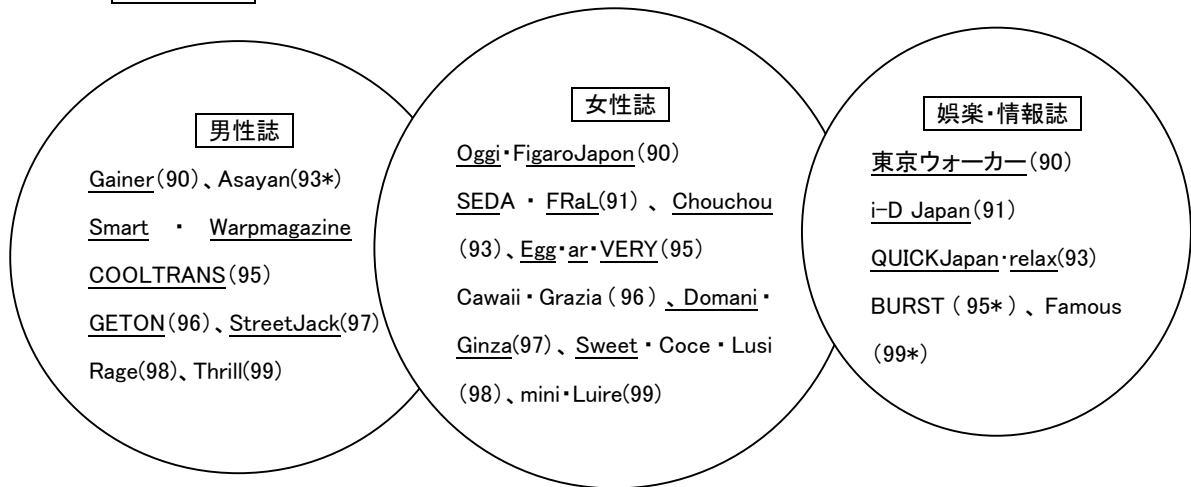 男性誌
Gainer(90)、Asayan(93*)
Smart ・ Warpmagazine
COOLTRANS(95)
GETON(96)、StreetJack(97)
Rage(98)、Thrill(99)
女性誌
Oggi・FigaroJapon(90)
SEDA ・ FRaL(91) 、 Chouchou
(93)、Egg・ar・VERY(95)
Cawaii・Grazia(96)、Domani・
Ginza(97)、Sweet・Coce・Lusi
(98)、mini・Luire(99)
娯楽・情報誌
東京ウォーカー(90)
i-D Japan(91)
QUICKJapan・relax(93)
BURST(95*)、Famous
(99*)